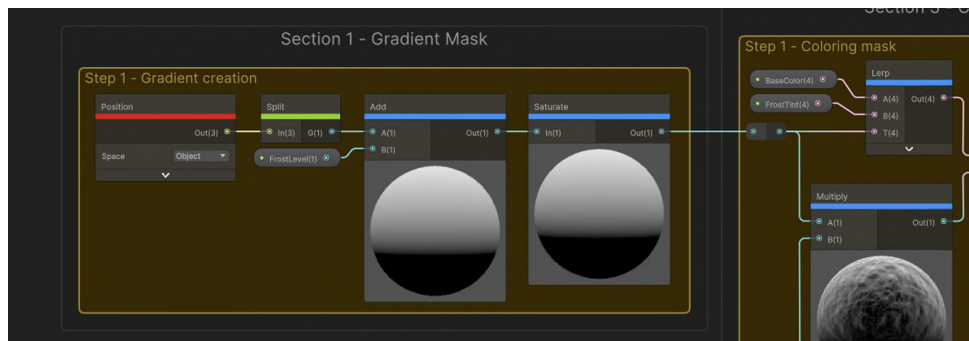 Section 1 - Gradient Mask
Step 1 - Gradient creation
Position
Out(3)
Space
Object
Split
In(3)
G(1)
FrostLevel(1)
Add
A(1)
Out(1)
B(1)
Saturate
In(1)
Out(1)
Step 1 - Coloring mask
BaseColor(4)
FrostTint(4)
Lerp
A(4)
Out(4)
B(4)
T(4)
Multiply
A(1)
Out(1)
B(1)